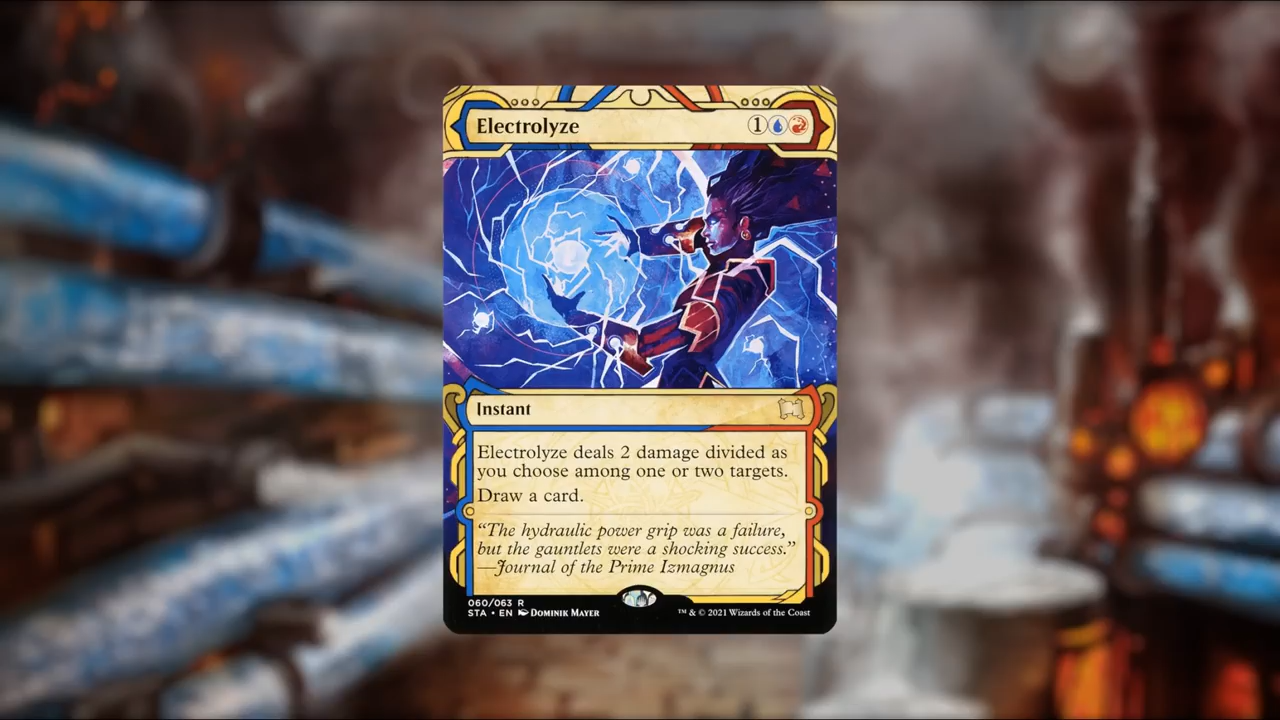 Electrolyze 1
Instant
Electrolyze deals 2 damage divided as
you choose among one or two targets.
Draw a card.
“The hydraulic power grip was a failure,
but the gauntlets were a shocking success.”
—Journal of the Prime Izmagnus
060/063 R
STA • EN DOMINIK MAYER
™ & © 2021 Wizards of the Coast